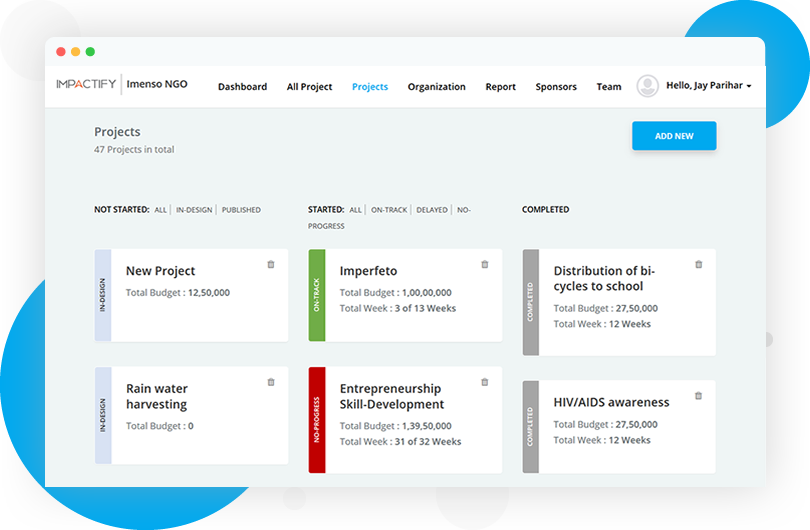 IMPACTIFY Imenso NGO Dashboard All Project Projects Organization Report Sponsors Team Hello, Jay Parihar
Projects
47 Projects in total
ADD NEW
NOT STARTED: ALL IN-DESIGN PUBLISHED
IN-DESIGN
New Project
Total Budget : 12,50,000
IN-DESIGN
Rain water
harvesting
Total Budget : 0
STARTED: ALL ON-TRACK DELAYED NO-
PROGRESS
ON-TRACK
Imperfeto
Total Budget : 1,00,00,000
Total Week : 3 of 13 Weeks
NO-PROGRESS
Entrepreneurship
Skill-Development
Total Budget : 1,39,50,000
Total Week : 31 of 32 Weeks
COMPLETED
COMPLETED
Distribution of bi-
cycles to school
Total Budget : 27,50,000
Total Week : 12 Weeks
COMPLETED
HIV/AIDS awareness
Total Budget : 27,50,000
Total Week : 12 Weeks